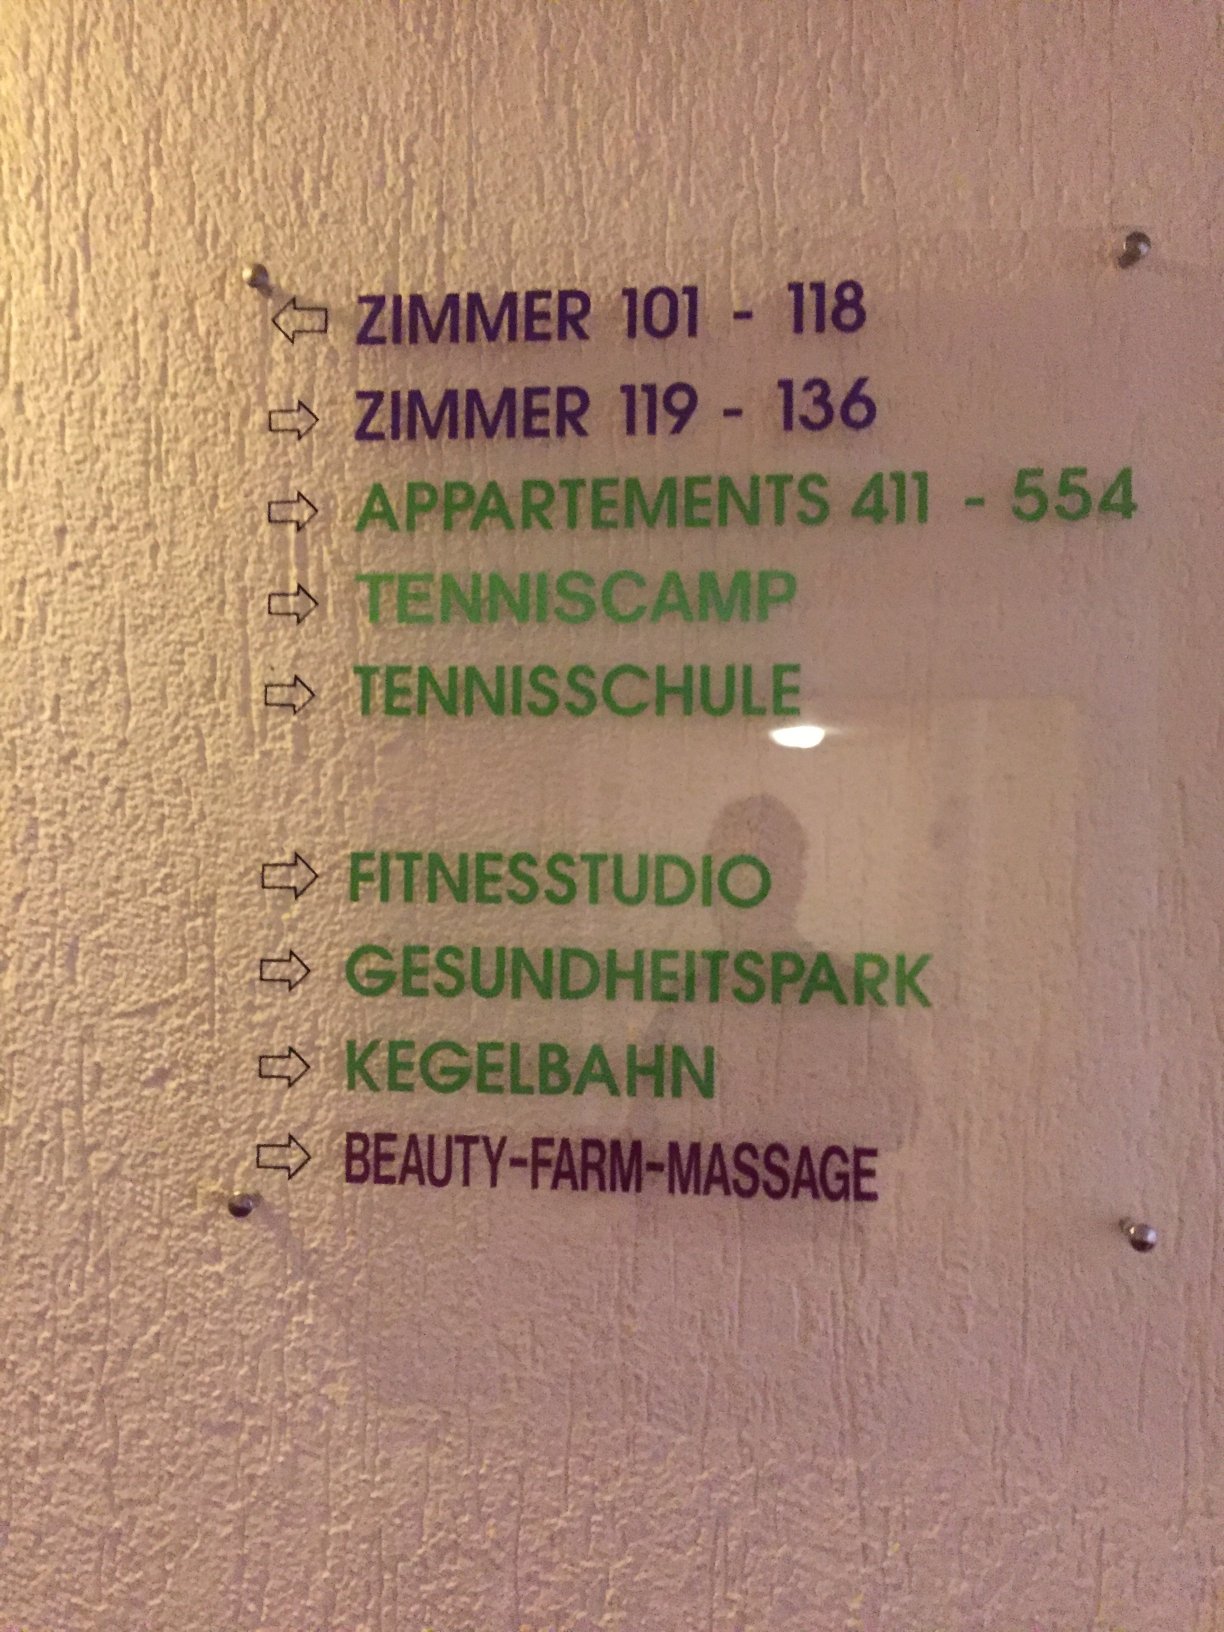 ZIMMER 101 - 118
ZIMMER 119 - 136
APPARTEMENTS 411 - 554
TENNISCAMP
TENNISSCHULE
FITNESSTUDIO
GESUNDHEITSPARK
KEGELBAHN
BEAUTY-FARM-MASSAGE